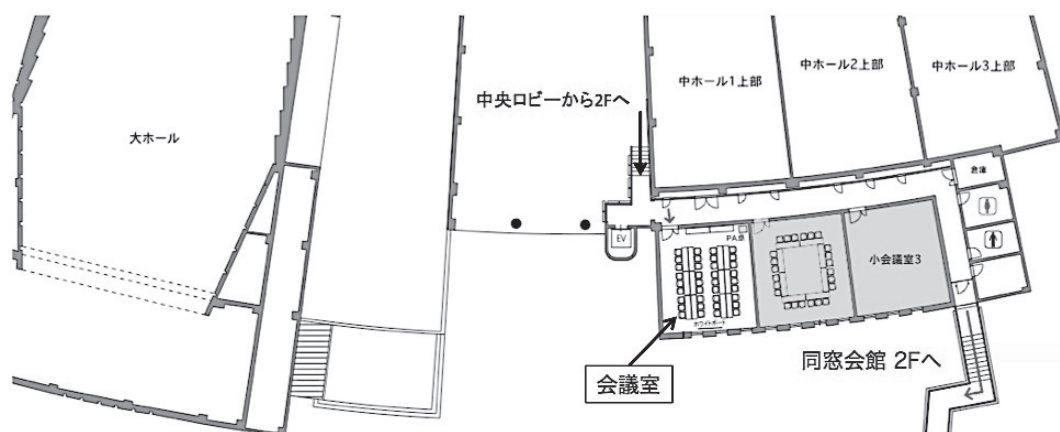 中ホール1上部
中ホール2上部
中ホール3上部
中央ロビーから2Fへ
大ホール
倉庫
EV
PA卓
小会議室3
ホワイトボード
会議室
同窓会館 2Fへ